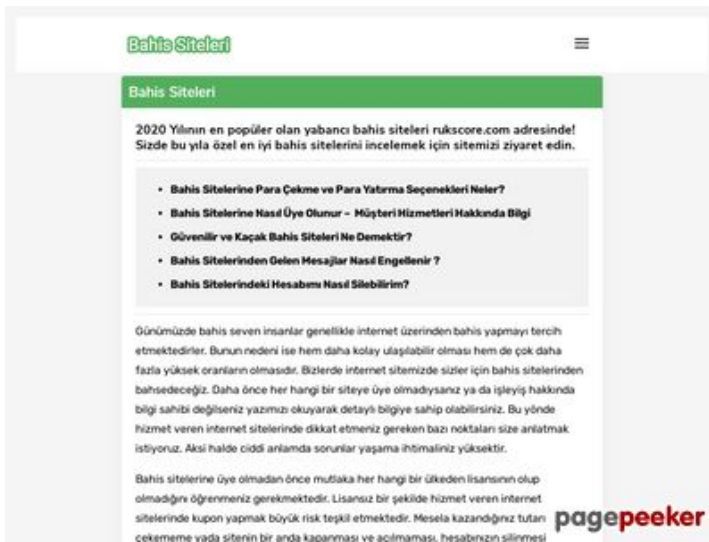 Bahis Siteleri
Bahis Siteleri
2020 Yılının en popüler olan yabancı bahis siteleri rukscore.com adresinde!
Sizde bu yıla özel en iyi bahis sitelerini incelemek için sitemizi ziyaret edin.
• Bahis Sitelerine Para Çekme ve Para Yatırma Seçenekleri Neler?
• Bahis Sitelerine Nasıl Üye Olunur – Müşteri Hizmetleri Hakkında Bilgi
• Güvenilir ve Kaçak Bahis Siteleri Ne Demektir?
• Bahis Sitelerinden Gelen Mesajlar Nasıl Engellenir ?
• Bahis Sitelerindeki Hesabımı Nasıl Silebilirim?
Günümüzde bahis seven insanlar genellikle internet üzerinden bahis yapmayı tercih
etmektedirler. Bunun nedeni ise hem daha kolay ulaşılabilir olması hem de çok daha
fazla yüksek oranların olmasıdır. Bizlerde internet sitemizde sizler için bahis sitelerinden
bahsedeceğiz. Daha önce her hangi bir siteye üye olmadıysanız ya da işleyiş hakkında
bilgi sahibi değilseniz yazımızı okuyarak detaylı bilgiye sahip olabilirsiniz. Bu yönde
hizmet veren internet sitelerinde dikkat etmeniz gereken bazı noktaları size anlatmak
istiyoruz. Aksi halde ciddi anlamda sorunlar yaşama ihtimaliniz yüksektir.
Bahis sitelerine üye olmadan önce mutlaka her hangi bir ülkeden lisansının olup
olmadığını öğrenmeniz gerekmektedir. Lisansız bir şekilde hizmet veren internet
sitelerinde kupon yapmak büyük risk teşkil etmektedir. Mesela kazandığınız tutarı
çekememe yada sitenin bir anda kapanması ve açılmaması, hesabınızın silinmesi
pagepeeker